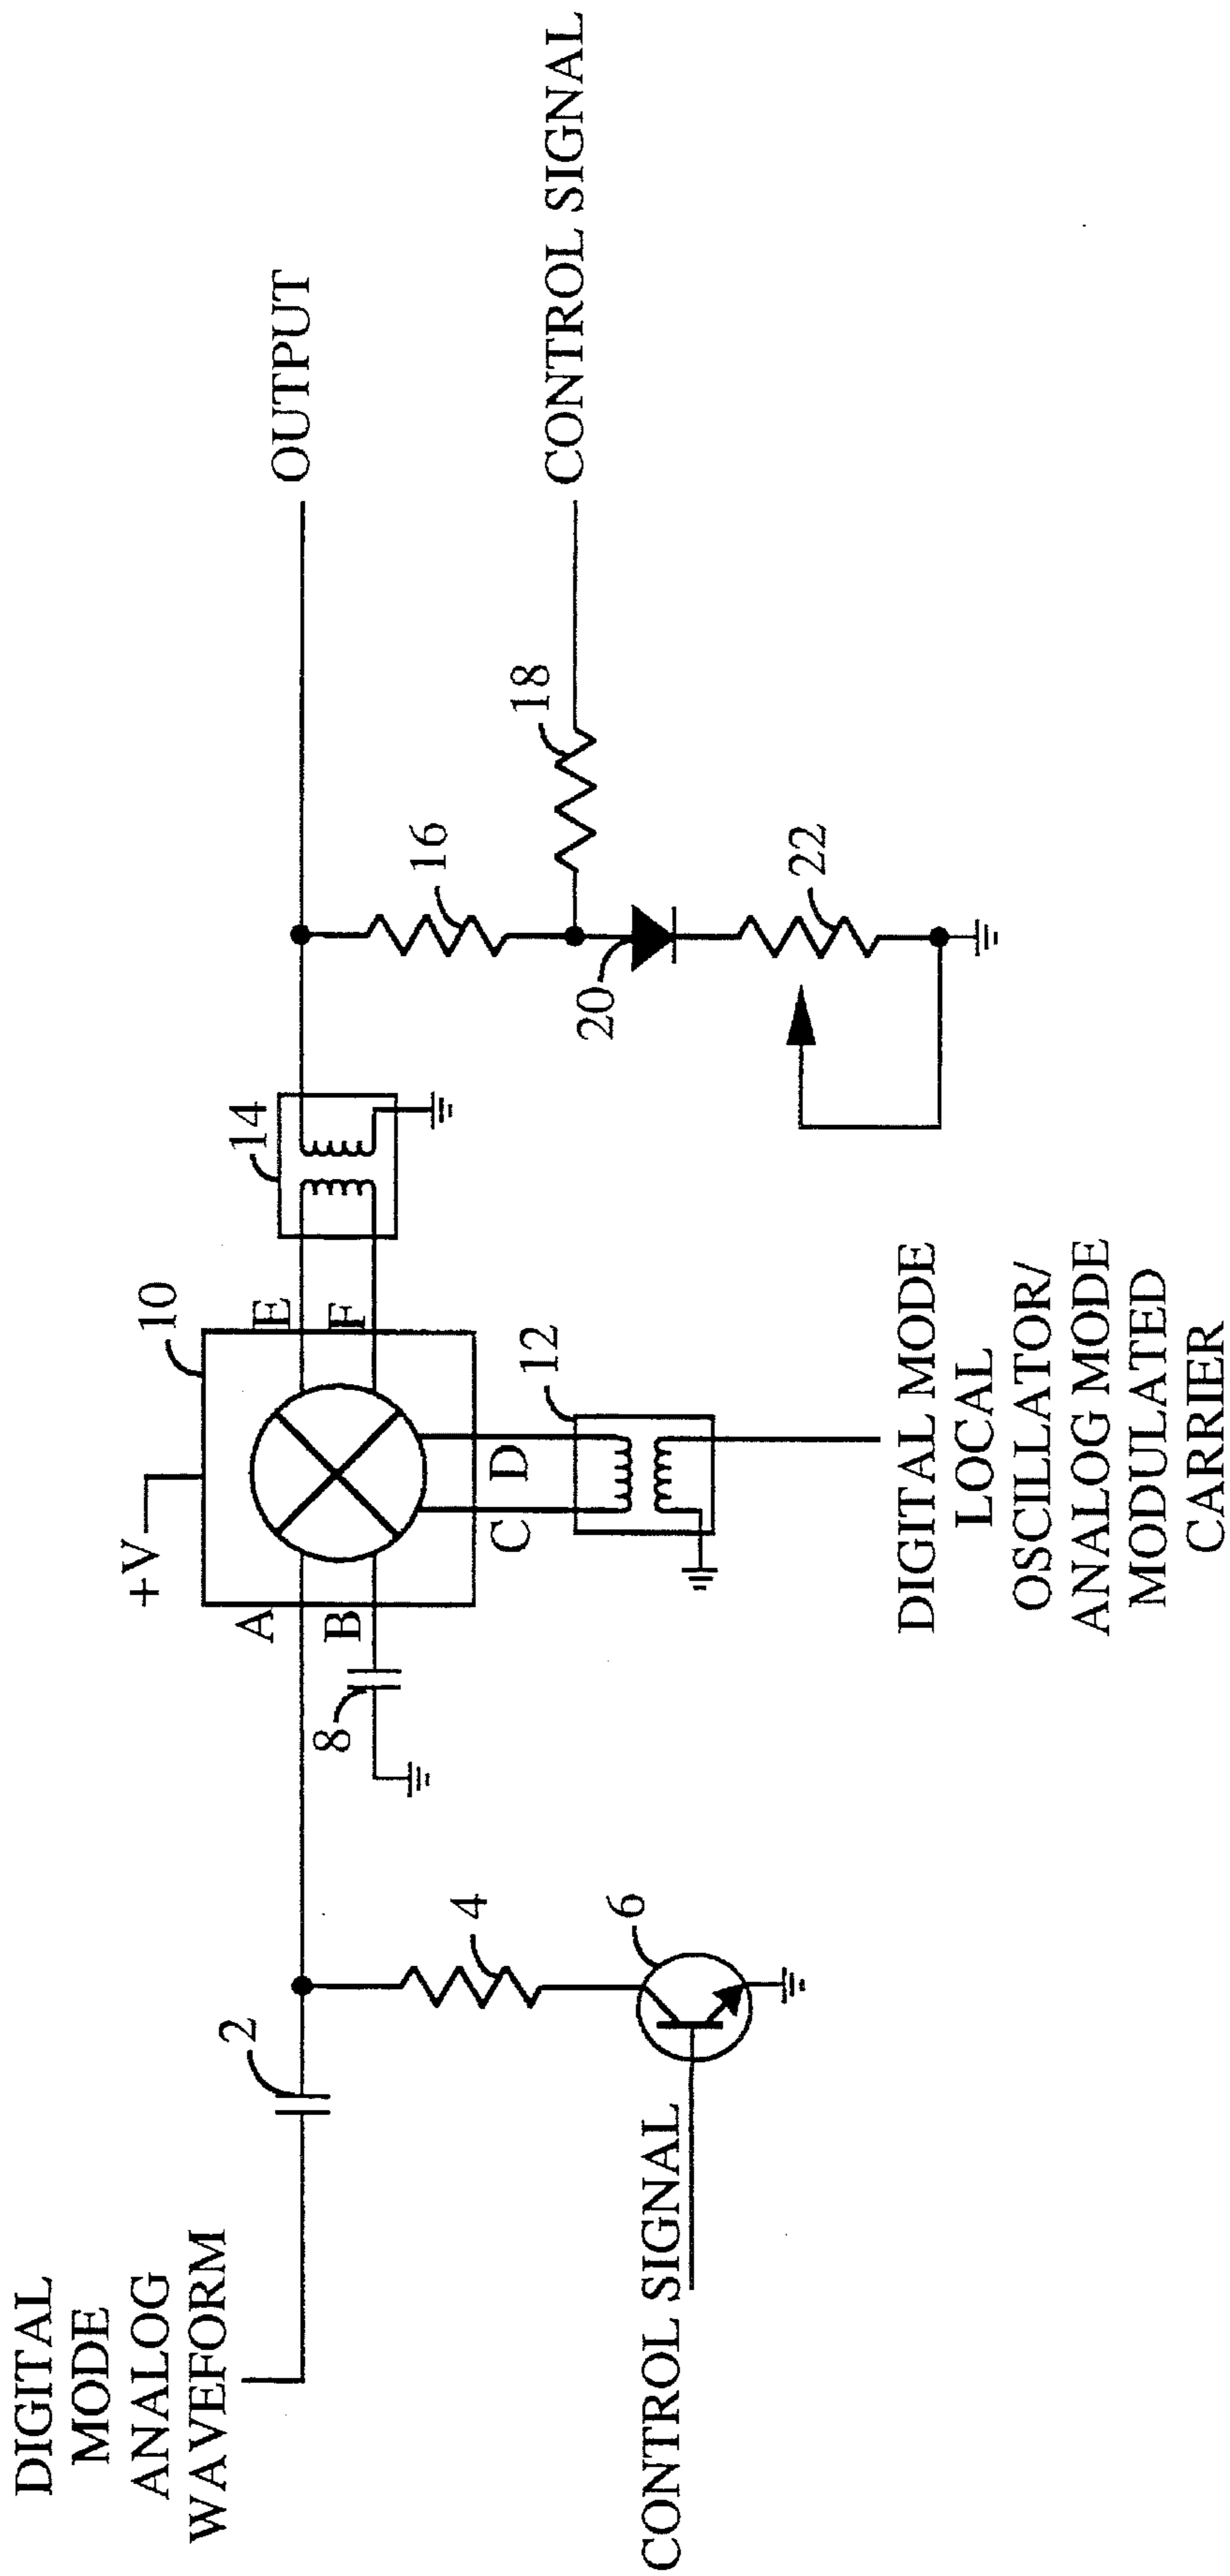 DIGITAL
MODE
ANALOG
WAVEFORM
2
4
6
CONTROL SIGNAL
8
+V
10
A
B
C
D
E
F
12
14
DIGITAL MODE
LOCAL
OSCILLATOR/
ANALOG MODE
MODULATED
CARRIER
16
18
20
22
OUTPUT
CONTROL SIGNAL